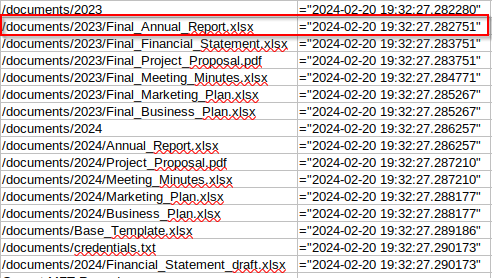 /documents/2023 ="2024-02-20 19:32:27.282280"
/documents/2023/Final_Annual_Report.xlsx ="2024-02-20 19:32:27.282751"
/documents/2023/Final_Financial_Statement.xlsx ="2024-02-20 19:32:27.283751"
/documents/2023/Final_Project_Proposal.pdf ="2024-02-20 19:32:27.283751"
/documents/2023/Final_Meeting_Minutes.xlsx ="2024-02-20 19:32:27.284771"
/documents/2023/Final_Marketing_Plan.xlsx ="2024-02-20 19:32:27.285267"
/documents/2023/Final_Business_Plan.xlsx ="2024-02-20 19:32:27.285267"
/documents/2024 ="2024-02-20 19:32:27.286257"
/documents/2024/Annual_Report.xlsx ="2024-02-20 19:32:27.286257"
/documents/2024/Project_Proposal.pdf ="2024-02-20 19:32:27.287210"
/documents/2024/Meeting_Minutes.xlsx ="2024-02-20 19:32:27.287210"
/documents/2024/Marketing_Plan.xlsx ="2024-02-20 19:32:27.288177"
/documents/2024/Business_Plan.xlsx ="2024-02-20 19:32:27.288177"
/documents/Base_Template.xlsx ="2024-02-20 19:32:27.289186"
/documents/credentials.txt ="2024-02-20 19:32:27.290173"
/documents/2024/Financial_Statement_draft.xlsx ="2024-02-20 19:32:27.290173"